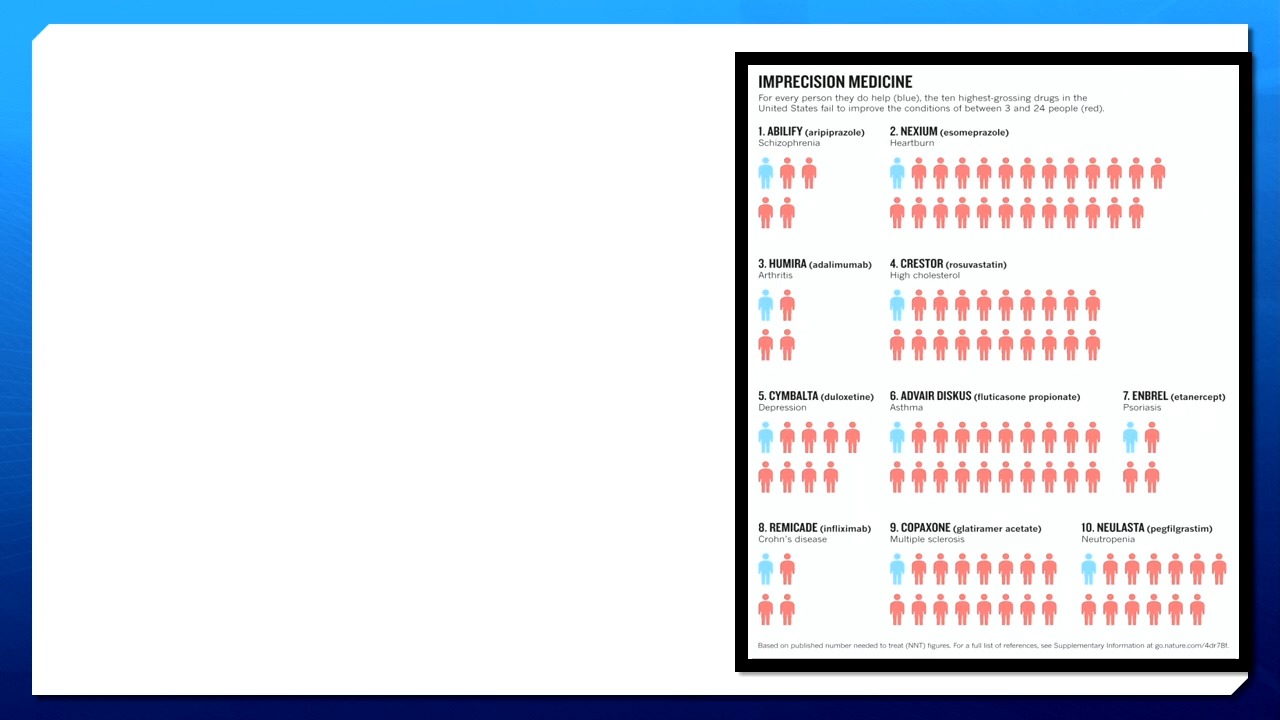 IMPRECISION MEDICINE
For every person they do help (blue), the ten highest-grossing drugs in the
United States fail to improve the conditions of between 3 and 24 people (red).
1. ABILIFY (aripiprazole)
Schizophrenia
2. NEXIUM (esomeprazole)
Heartburn
3. HUMIRA (adalimumab)
Arthritis
4. CRESTOR (rosuvastatin)
High cholesterol
5. CYMBALTA (duloxetine)
Depression
6. ADVAIR DISKUS (fluticasone propionate)
Asthma
7. ENBREL (etanercept)
Psoriasis
8. REMICADE (infliximab)
Crohn's disease
9. COPAXONE (glatiramer acetate)
Multiple sclerosis
10. NEULASTA (pegfilgrastim)
Neutropenia
Based on published number needed to treat (NNT) figures. For a full list of references, see Supplementary Information at go.nature.com/4dr78f.